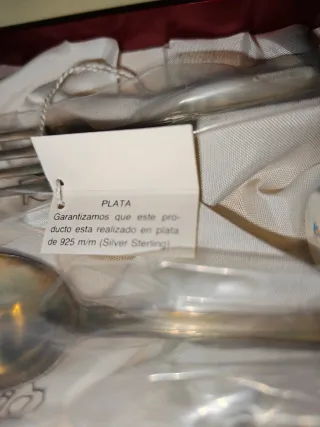 PLATA
Garantizamos que este pro-
ducto esta realizado en plata
de 925 m/m (Silver Sterling)